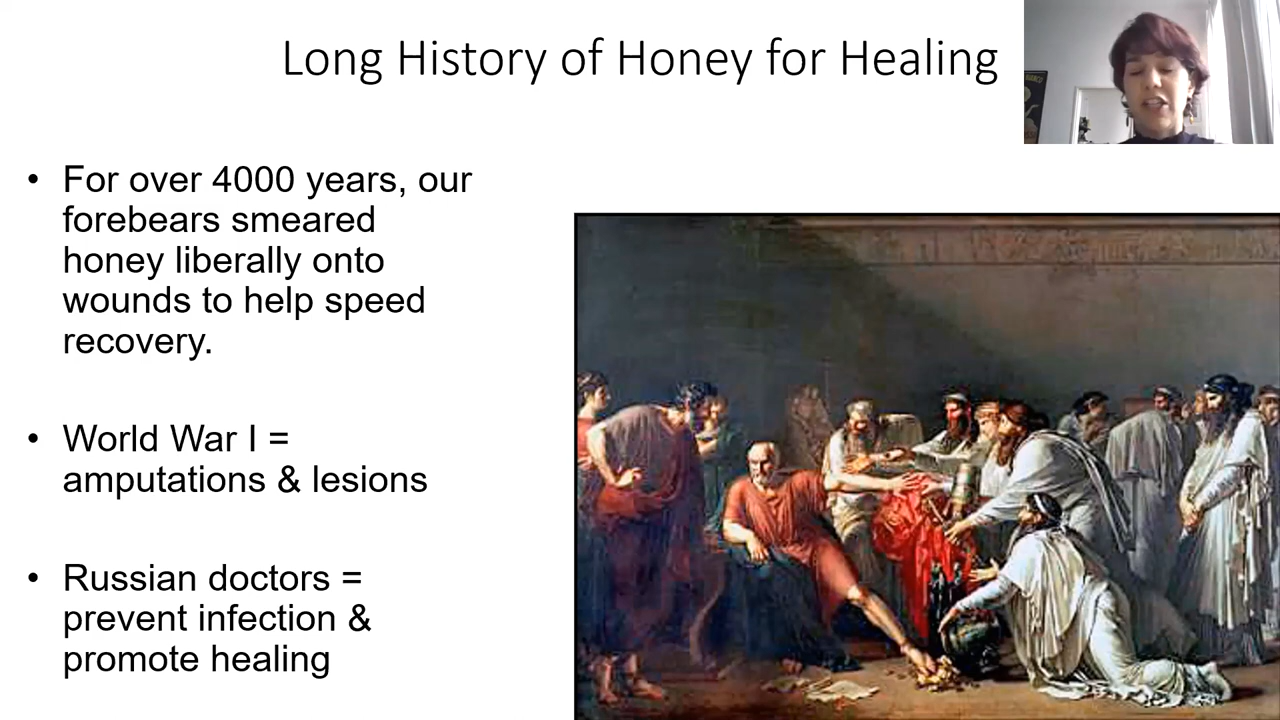 Long History of Honey for Healing
• For over 4000 years, our
forebears smeared
honey liberally onto
wounds to help speed
recovery.
• World War I =
amputations & lesions
• Russian doctors =
prevent infection &
promote healing